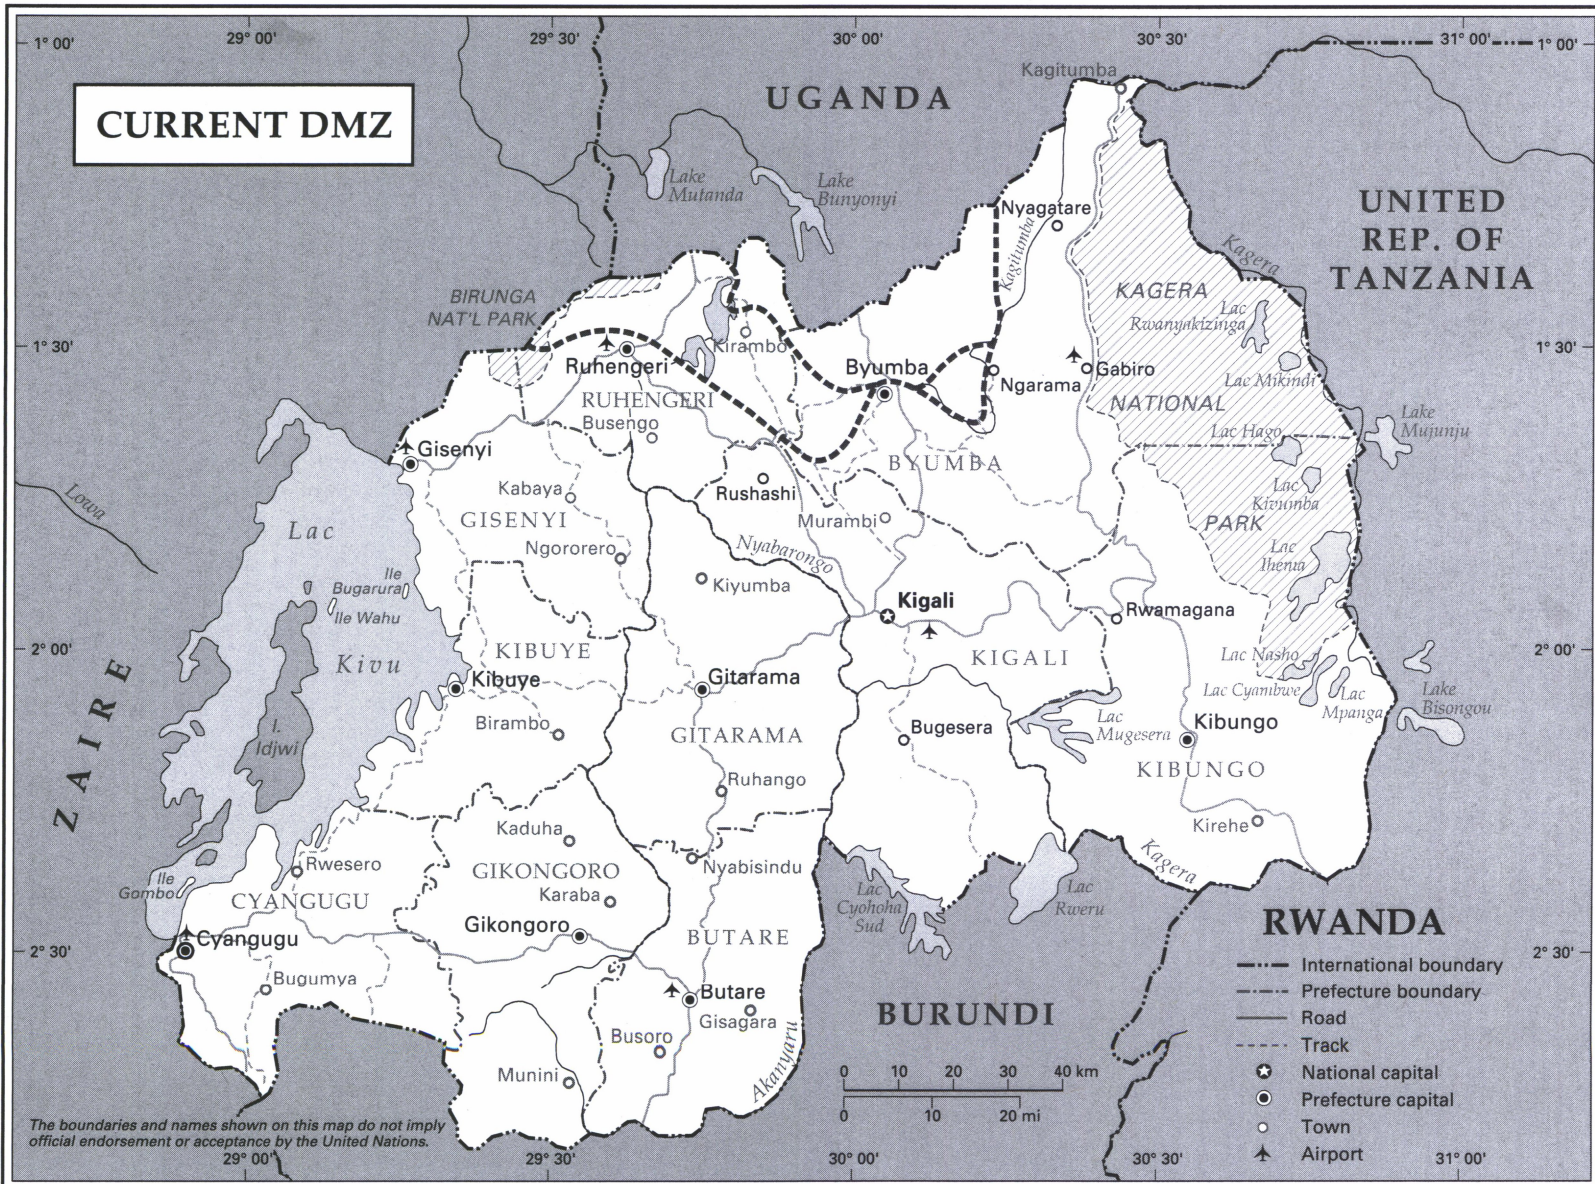 29° 00'
29° 30'
30° 00'
30° 30'
31° 00'
1° 00'
1° 00'
CURRENT DMZ
UGANDA
Kagitumba
Lake
Mutanda
Lake
Bunyonyi
UNITED
REP. OF
TANZANIA
Nyagatare
Kagitumba
Kagera
BIRUNGA
NAT'L PARK
KAGERA
Lac
Rwanyakizinga
1° 30'
1° 30'
Kirambo
Ruhengeri
Byumba
Ngarama
Gabiro
Lac Mikindi
RUHENGERI
Busengo
NATIONAL
Lac Hago
Lake
Mujunju
Gisenyi
BYUMBA
Kabaya
Rushashi
Lac
Kivumba
Lowa
GISENYI
Murambi
PARK
Lac
Ngororero
Nyabarongo
Lac
Ihema
Ile
Bugarura
Ile Wahu
Kiyumba
Kigali
Rwamagana
2° 00'
2° 00'
KIBUYE
KIGALI
Lac Nasho
Kivu
Kibuye
Gitarama
Lac Cyambwe
Lac
Mpanga
Lake
Bisongou
ZAIRE
I.
Idjwi
Birambo
GITARAMA
Bugesera
Lac
Mugesera
Kibungo
KIBUNGO
Ruhango
Kaduha
Kirehe
Rwesero
GIKONGORO
Nyabisindu
Kagera
Ile
Gombo
CYANGUGU
Karaba
Lac
Cyohoha
Sud
Lac
Rweru
Gikongoro
BUTARE
RWANDA
2° 30'
Cyangugu
2° 30'
Bugumya
Butare
Gisagara
BURUNDI
Busoro
Munini
Akanyaru
International boundary
Prefecture boundary
Road
Track
National capital
Prefecture capital
Town
Airport
0 10 20 30 40 km
0 10 20 mi
The boundaries and names shown on this map do not imply
official endorsement or acceptance by the United Nations.
29° 00'
29° 30'
30° 00'
30° 30'
31° 00'